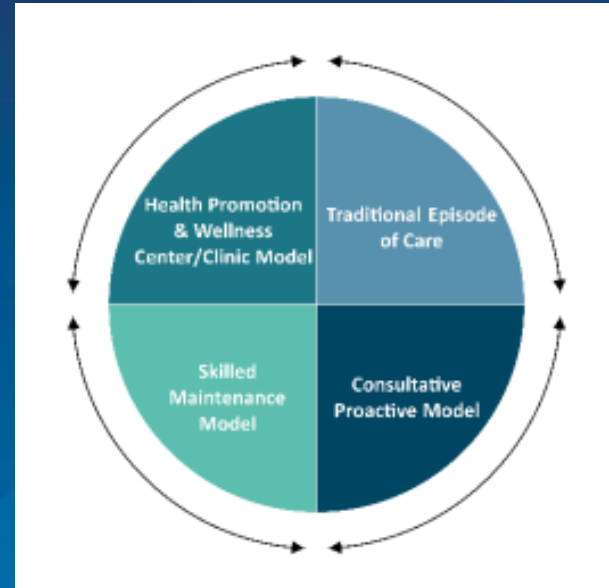 Health Promotion
& Wellness
Center/Clinic Model
Traditional Episode
of Care
Skilled
Maintenance
Model
Consultative
Proactive Model